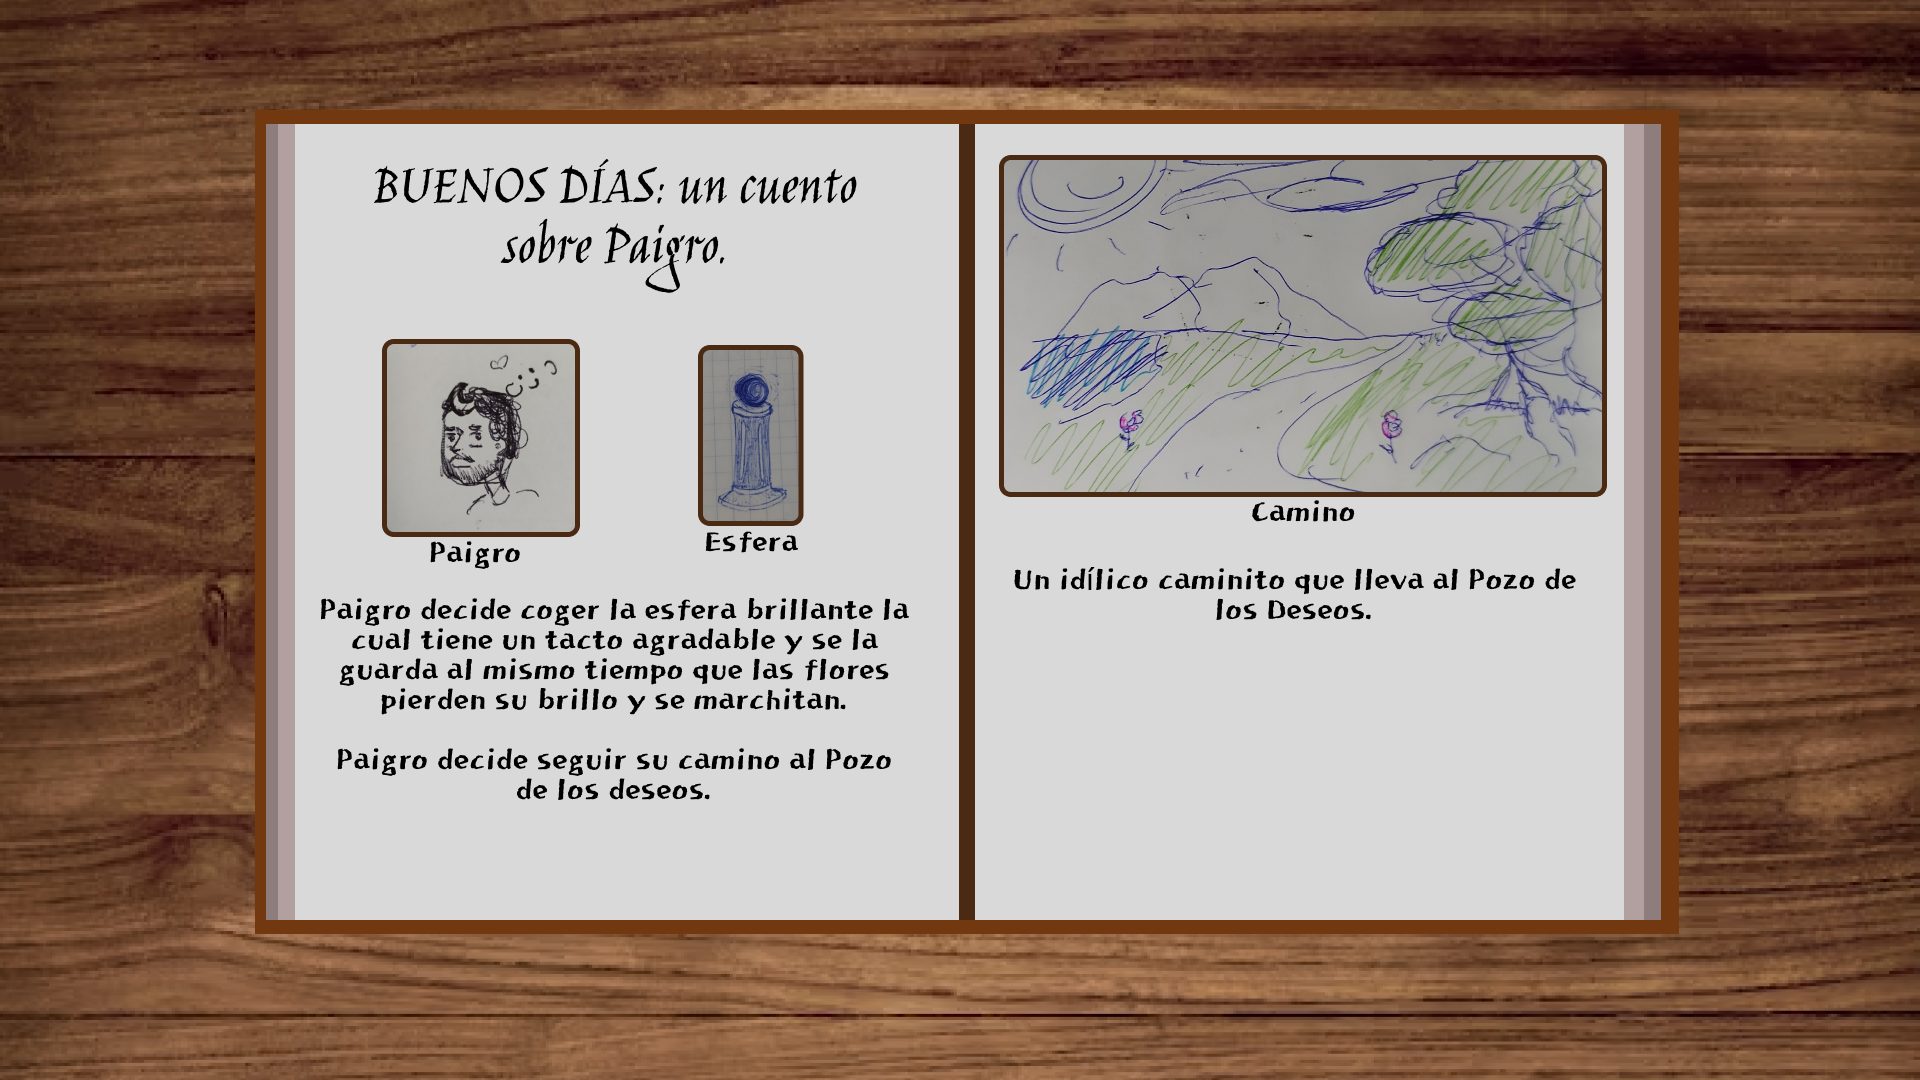 BUENOS DÍAS: un cuento
sobre Paigro.
Paigro
Esfera
Paigro decide coger la esfera brillante la
cual tiene un tacto agradable y se la
guarda al mismo tiempo que las flores
pierden su brillo y se marchitan.
Paigro decide seguir su camino al Pozo
de los deseos.
Camino
Un idílico caminito que lleva al Pozo de
los Deseos.